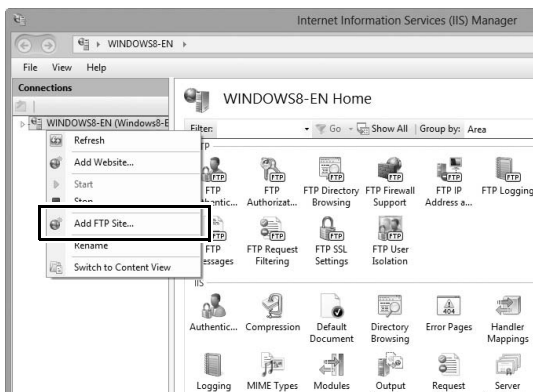 Internet Information Services (IIS) Manager
WINDOWS8-EN
File View Help
Connections
WINDOWS8-EN (Windows8-E
Refresh
Add Website...
Start
Stop
Add FTP Site...
Rename
Switch to Content View
WINDOWS8-EN Home
Filter: Go Show All Group by: Area
FTP
FTP Authentic...
FTP Authorizat...
FTP Directory Browsing
FTP Firewall Support
FTP IP Address a...
FTP Logging
FTP Messages
FTP Request Filtering
FTP SSL Settings
FTP User Isolation
IIS
Authentic...
Compression
Default Document
Directory Browsing
Error Pages
Handler Mappings
Logging
MIME Types
Modules
Output
Request
Server